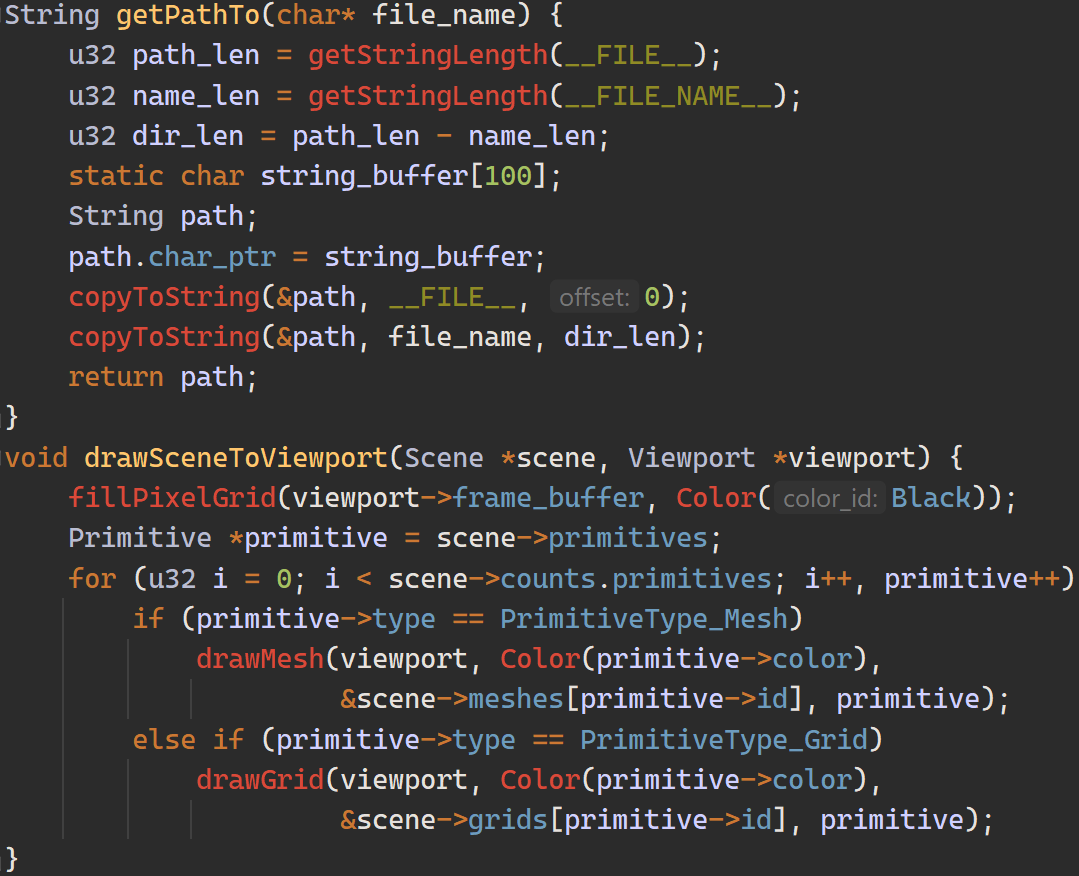 String getPathTo(char* file_name) {
    u32 path_len = getStringLength(__FILE__);
    u32 name_len = getStringLength(__FILE_NAME__);
    u32 dir_len = path_len - name_len;
    static char string_buffer[100];
    String path;
    path.char_ptr = string_buffer;
    copyToString(&path, __FILE__, offset: 0);
    copyToString(&path, file_name, dir_len);
    return path;
}
void drawSceneToViewport(Scene *scene, Viewport *viewport) {
    fillPixelGrid(viewport->frame_buffer, Color( color_id: Black));
    Primitive *primitive = scene->primitives;
    for (u32 i = 0; i < scene->counts.primitives; i++, primitive++)
        if (primitive->type == PrimitiveType_Mesh)
            drawMesh(viewport, Color(primitive->color),
                     &scene->meshes[primitive->id], primitive);
        else if (primitive->type == PrimitiveType_Grid)
            drawGrid(viewport, Color(primitive->color),
                     &scene->grids[primitive->id], primitive);
}